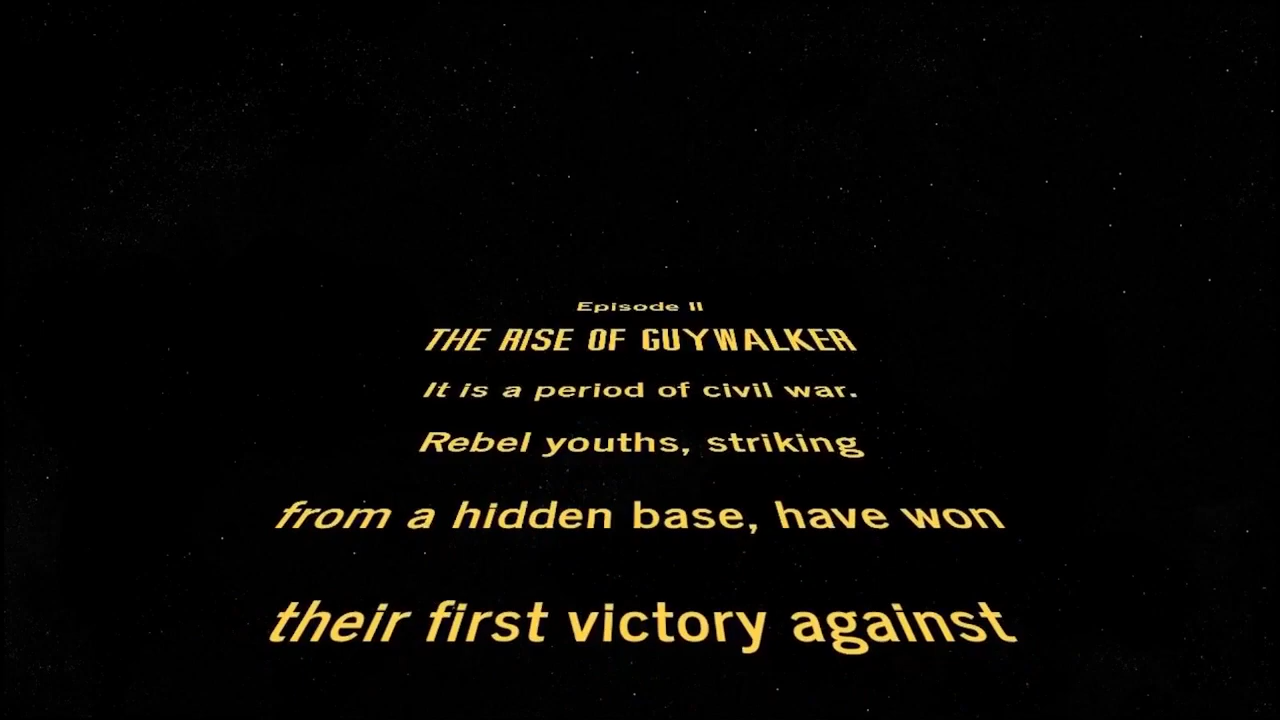 Episode II
THE RISE OF GUYWALKER
It is a period of civil war.
Rebel youths, striking
from a hidden base, have won
their first victory against